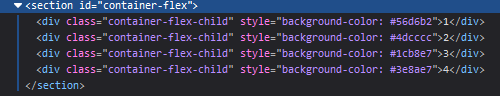 <section id="container-flex">
<div class="container-flex-child" style="background-color: #56d6b2">1</div>
<div class="container-flex-child" style="background-color: #4dcccc">2</div>
<div class="container-flex-child" style="background-color: #1cb8e7">3</div>
<div class="container-flex-child" style="background-color: #3e8ae7">4</div>
</section>